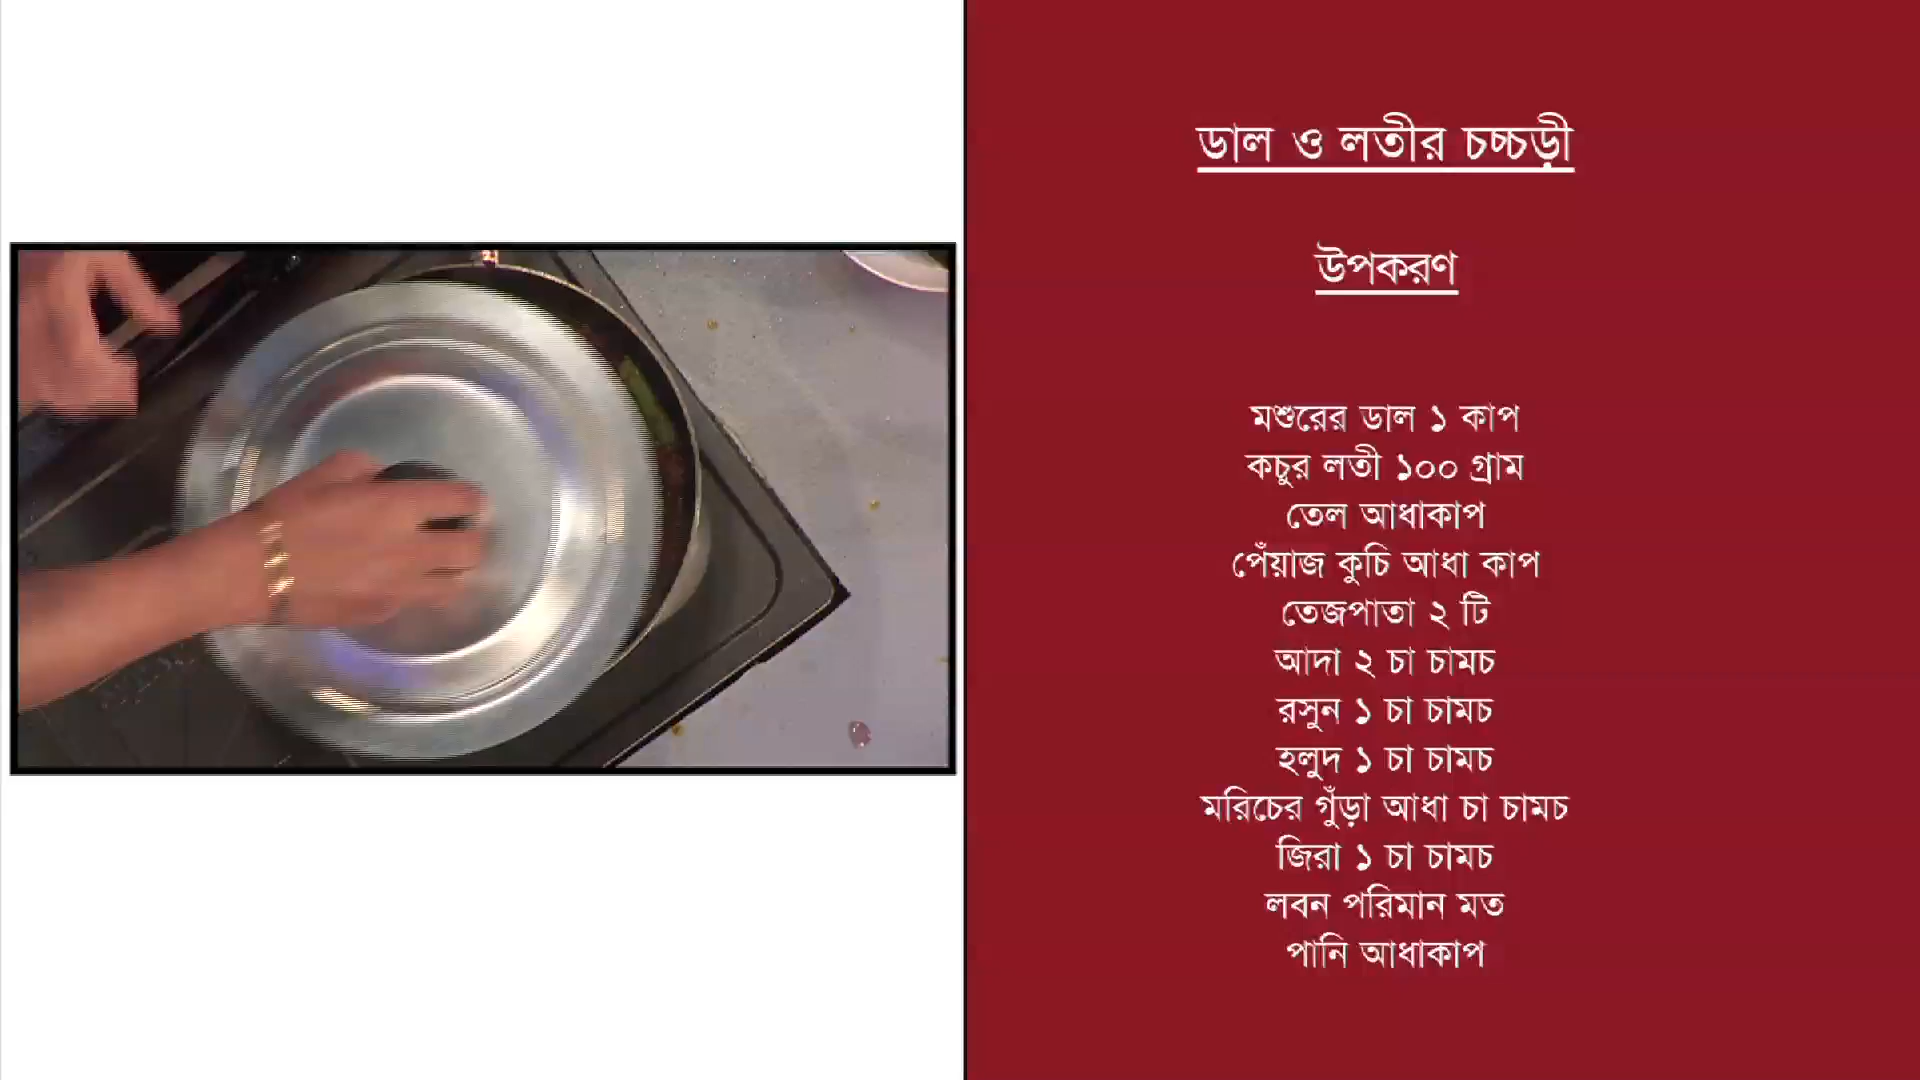 ডাল ও লতীর চচ্চড়ী
উপকরণ
মশুরের ডাল ১ কাপ
কচুর লতী ১০০ গ্রাম
তেল আধাকাপ
পেঁয়াজ কুচি আধা কাপ
তেজপাতা ২ টি
আদা ২ চা চামচ
রসুন ১ চা চামচ
হলুদ ১ চা চামচ
মরিচের গুঁড়া আধা চা চামচ
জিরা ১ চা চামচ
লবন পরিমান মত
পানি আধাকাপ